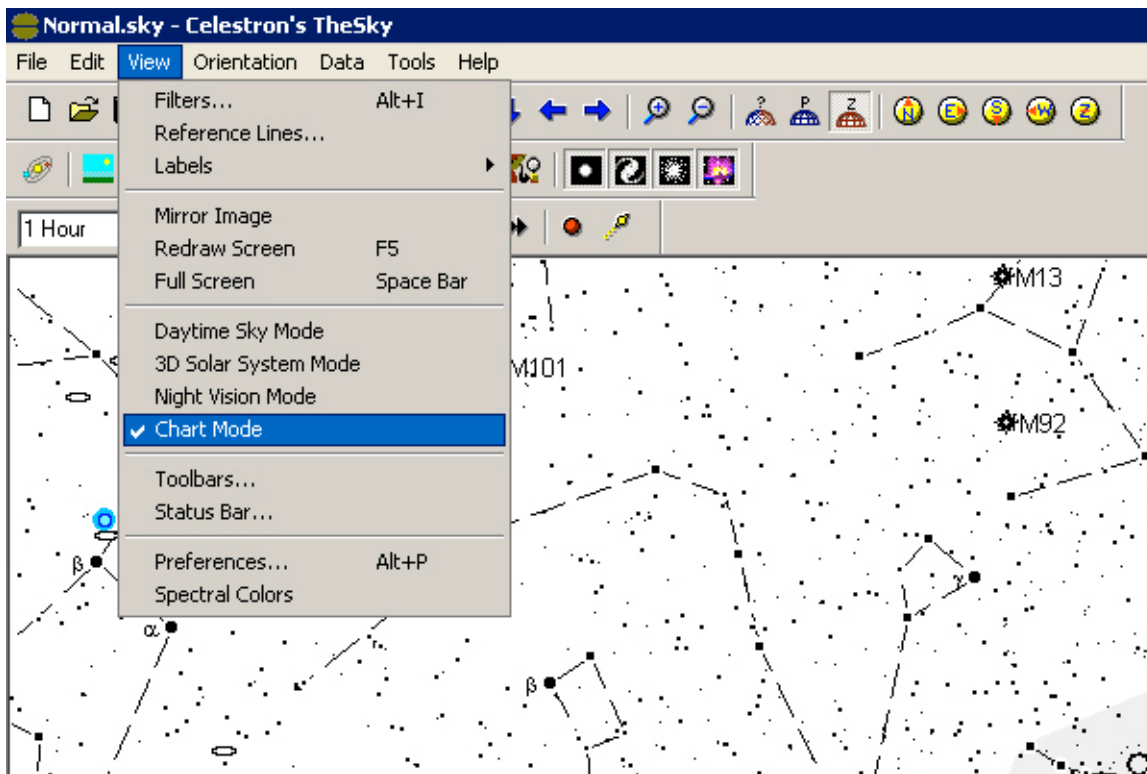 Normal.sky - Celestron's TheSky
File Edit View Orientation Data Tools Help
Filters... Alt+I
Reference Lines...
Labels
Mirror Image
Redraw Screen F5
Full Screen Space Bar
Daytime Sky Mode
3D Solar System Mode
Night Vision Mode
Chart Mode
Toolbars...
Status Bar...
Preferences... Alt+P
Spectral Colors
? P Z N E S W Z
1 Hour
M13
M101
M92
β
γ
α
β